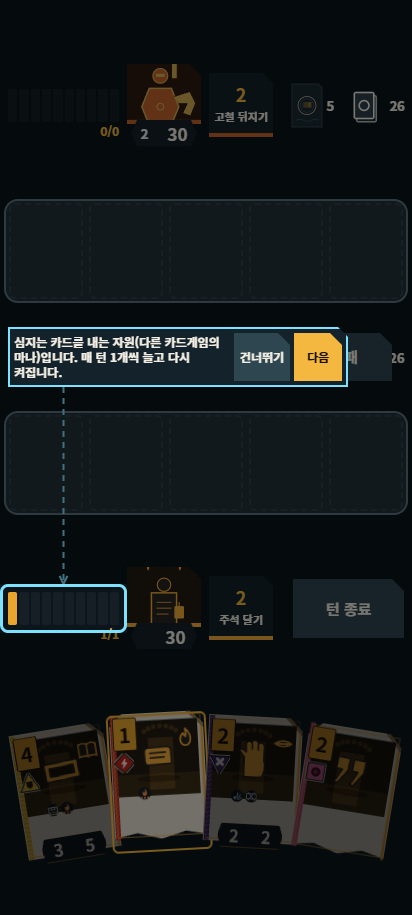 2
고철 뒤지기
5
26
0/0
2
30
심지는 카드를 내는 자원(다른 카드게임의
마나)입니다. 매 턴 1개씩 늘고 다시
켜집니다.
건너뛰기
다음
패
26
1/1
30
2
주석 달기
턴 종료
4
1
2
2
3
5
2
2